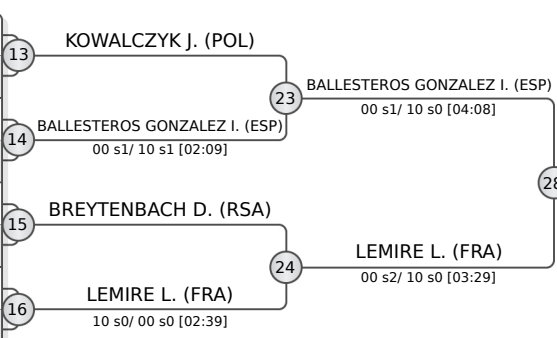 KOWALCZYK J. (POL)
13
BALLESTEROS GONZALEZ I. (ESP)
23
00 s1/ 10 s0 [04:08]
BALLESTEROS GONZALEZ I. (ESP)
14
00 s1/ 10 s1 [02:09]
28
BREYTENBACH D. (RSA)
15
LEMIRE L. (FRA)
24
00 s2/ 10 s0 [03:29]
LEMIRE L. (FRA)
16
10 s0/ 00 s0 [02:39]